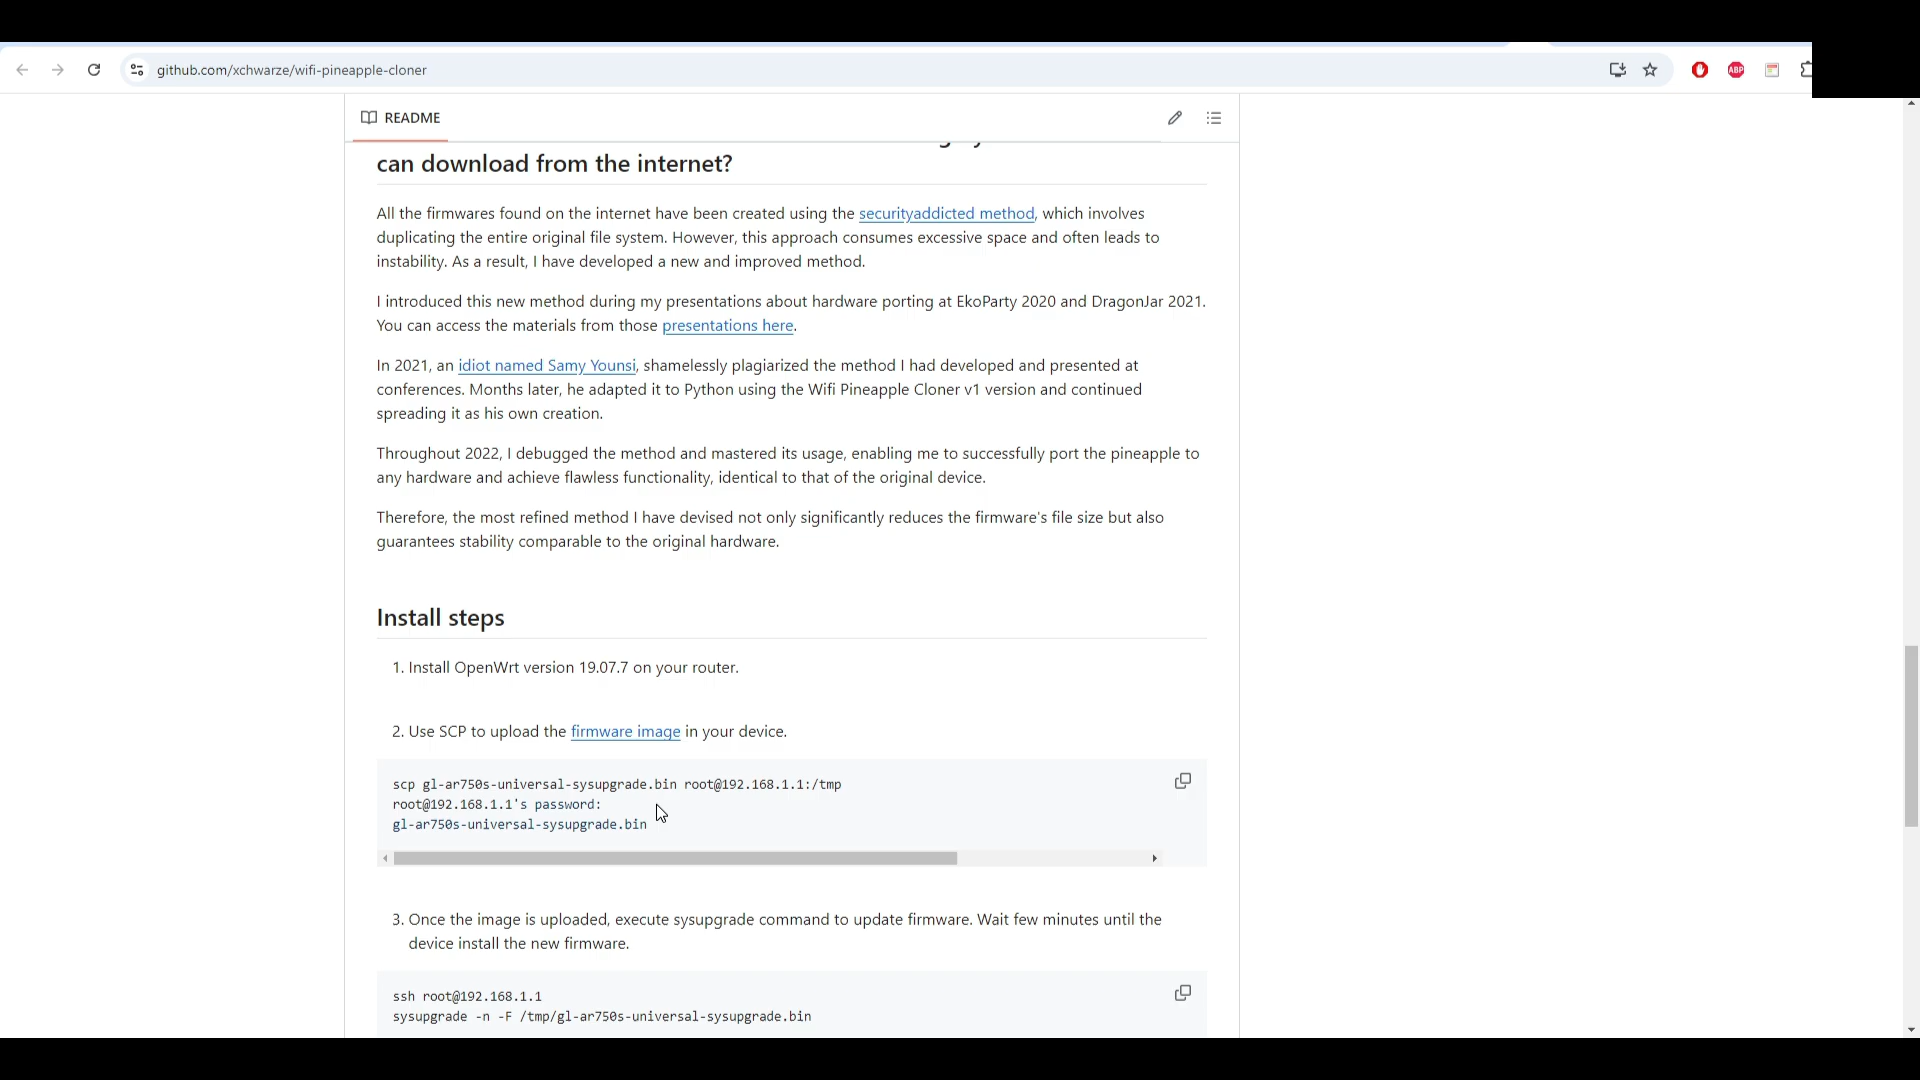 github.com/xchwarze/wifi-pineapple-cloner
ABP
README
can download from the internet?
All the firmwares found on the internet have been created using the securityaddicted method, which involves
duplicating the entire original file system. However, this approach consumes excessive space and often leads to
instability. As a result, I have developed a new and improved method.
I introduced this new method during my presentations about hardware porting at EkoParty 2020 and DragonJar 2021.
You can access the materials from those presentations here.
In 2021, an idiot named Samy Younsi, shamelessly plagiarized the method I had developed and presented at
conferences. Months later, he adapted it to Python using the Wifi Pineapple Cloner v1 version and continued
spreading it as his own creation.
Throughout 2022, I debugged the method and mastered its usage, enabling me to successfully port the pineapple to
any hardware and achieve flawless functionality, identical to that of the original device.
Therefore, the most refined method I have devised not only significantly reduces the firmware's file size but also
guarantees stability comparable to the original hardware.
Install steps
1. Install OpenWrt version 19.07.7 on your router.
2. Use SCP to upload the firmware image in your device.
scp gl-ar750s-universal-sysupgrade.bin root@192.168.1.1:/tmp
root@192.168.1.1's password:
gl-ar750s-universal-sysupgrade.bin
3. Once the image is uploaded, execute sysupgrade command to update firmware. Wait few minutes until the
device install the new firmware.
ssh root@192.168.1.1
sysupgrade -n -F /tmp/gl-ar750s-universal-sysupgrade.bin